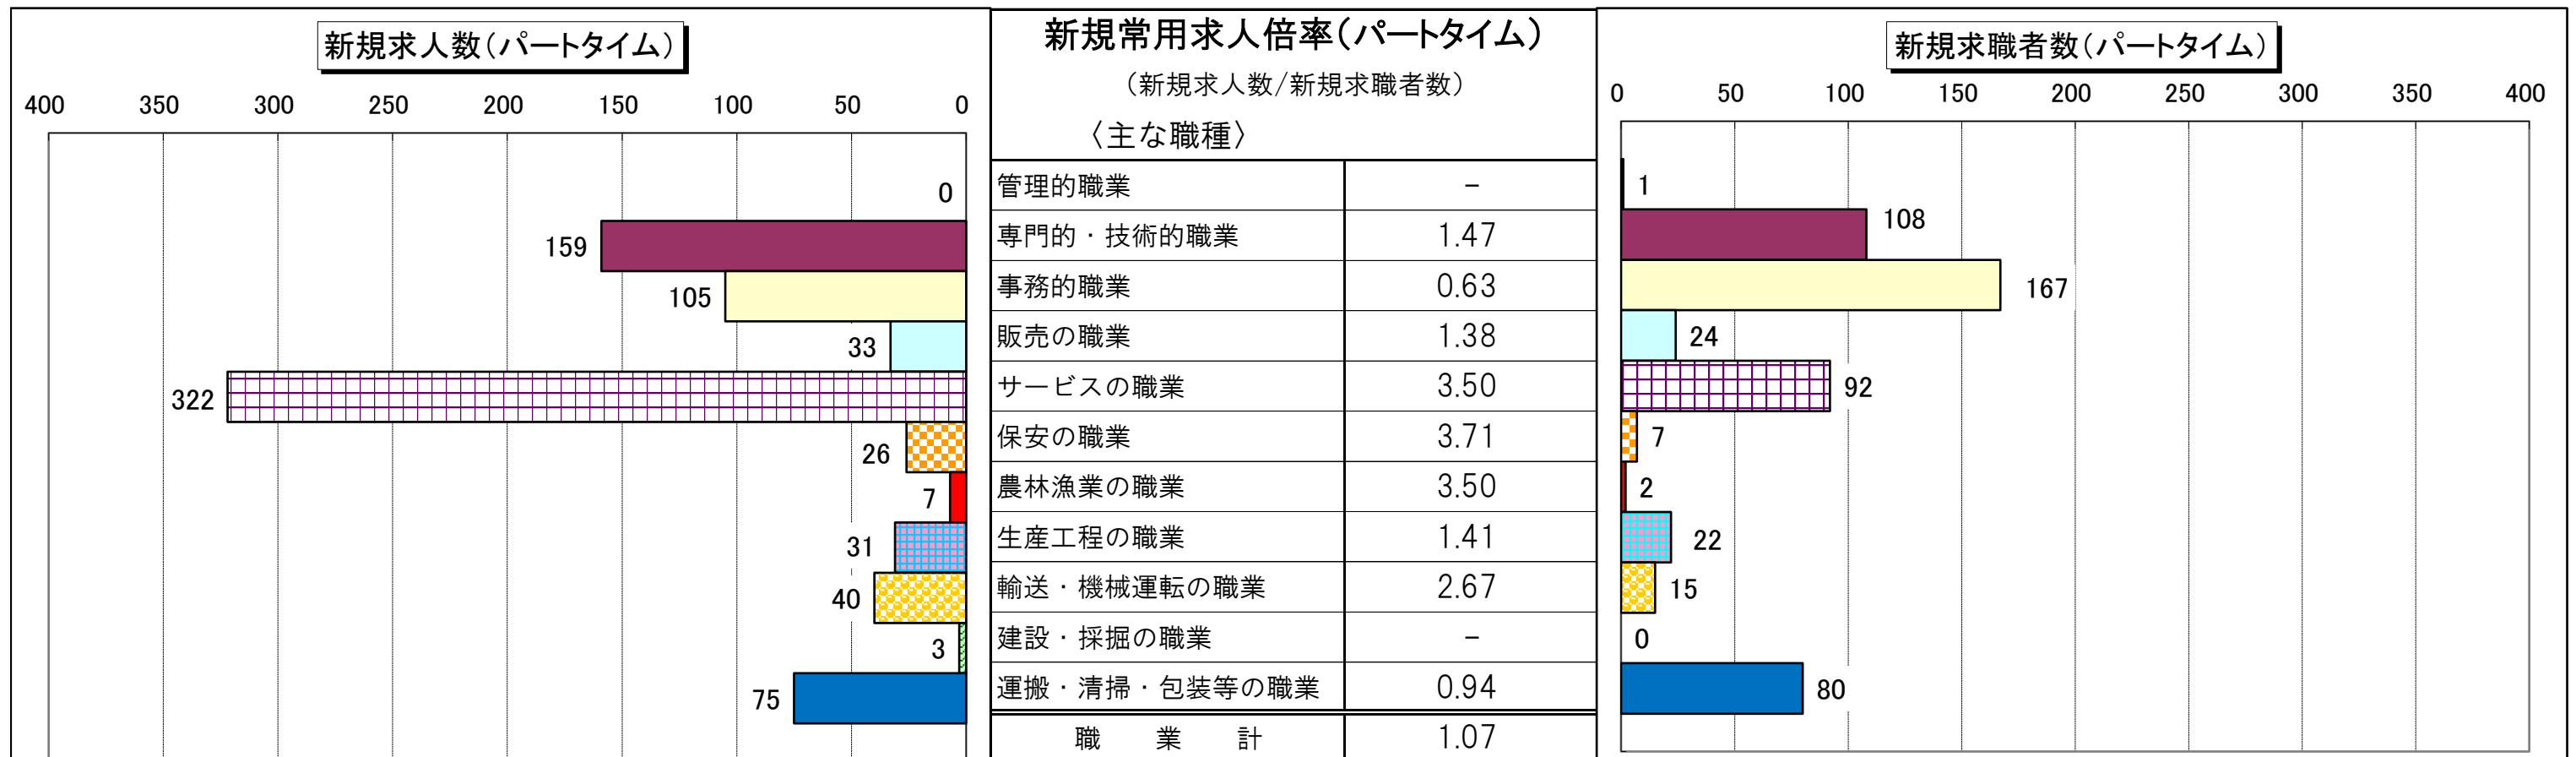 新規求人数(パートタイム)
400 350 300 250 200 150 100 50 0
0
159
105
33
322
26
7
31
40
3
75
新規常用求人倍率(パートタイム)
(新規求人数/新規求職者数)
〈主な職種〉
管理的職業 －
専門的・技術的職業 1.47
事務的職業 0.63
販売の職業 1.38
サービスの職業 3.50
保安の職業 3.71
農林漁業の職業 3.50
生産工程の職業 1.41
輸送・機械運転の職業 2.67
建設・採掘の職業 －
運搬・清掃・包装等の職業 0.94
職 業 計 1.07
新規求職者数(パートタイム)
0 50 100 150 200 250 300 350 400
1
108
167
24
92
7
2
22
15
0
80